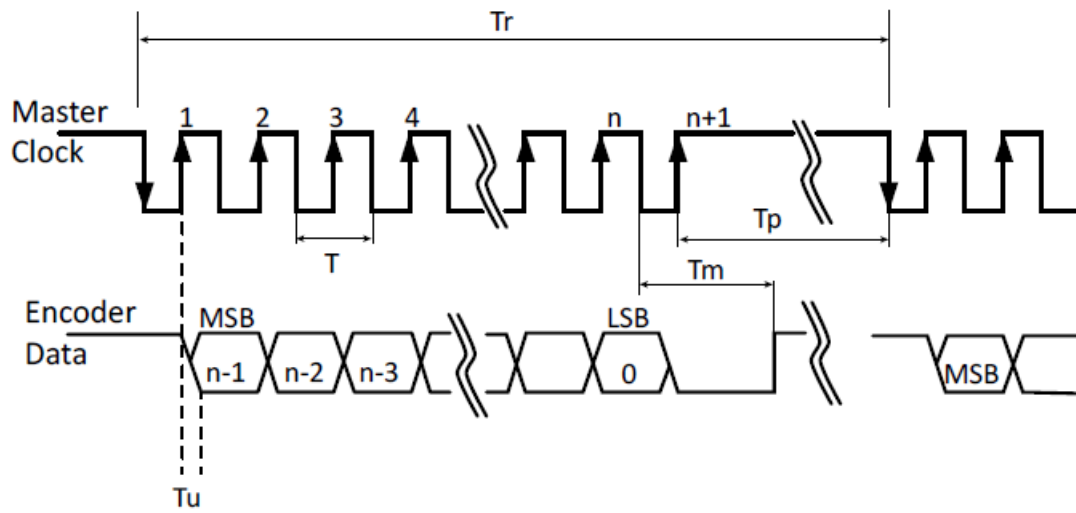 Tr
1 2 3 4 n n+1
Master
Clock
Tp
T
Tm
Encoder
Data
MSB LSB
n-1 n-2 n-3 0 MSB
Tu